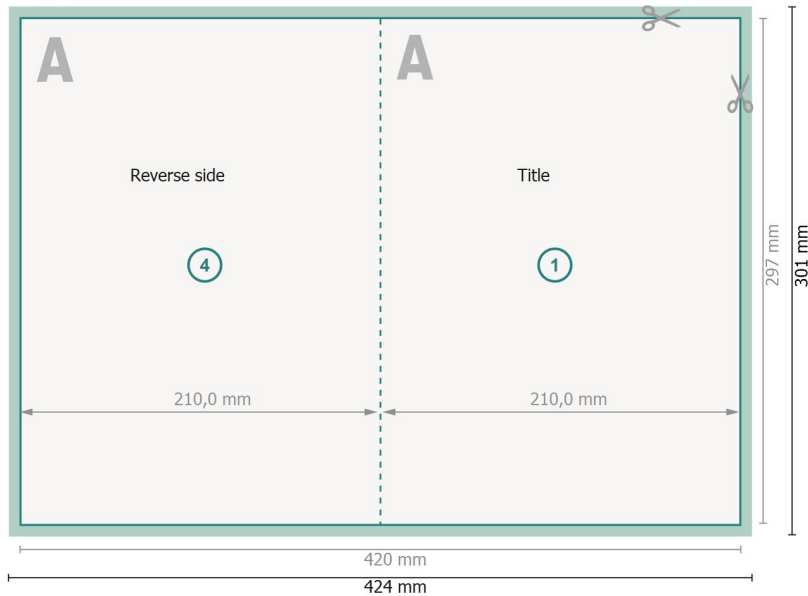 A
A
Reverse side
Title
4
1
297 mm
301 mm
210,0 mm
210,0 mm
420 mm
424 mm